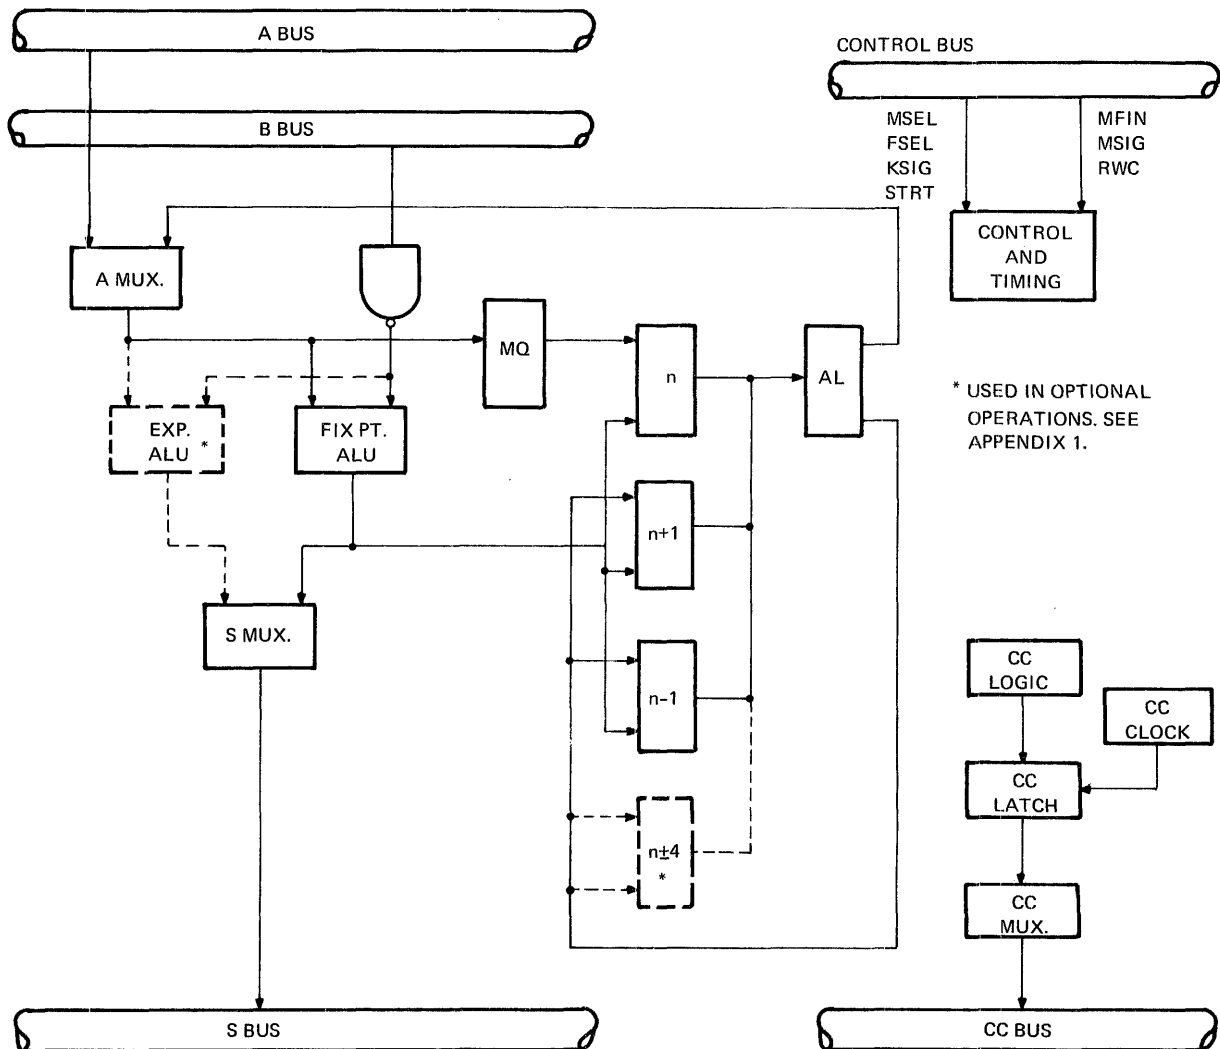 A BUS
CONTROL BUS
B BUS
MSEL
FSEL
KSIG
STRT
MFIN
MSIG
RWC
CONTROL
AND
TIMING
A MUX.
MQ
n
AL
* USED IN OPTIONAL
OPERATIONS. SEE
APPENDIX 1.
EXP.
ALU *
FIX PT.
ALU
n+1
S MUX.
n-1
CC
LOGIC
CC
CLOCK
CC
LATCH
n±4
*
CC
MUX.
S BUS
CC BUS